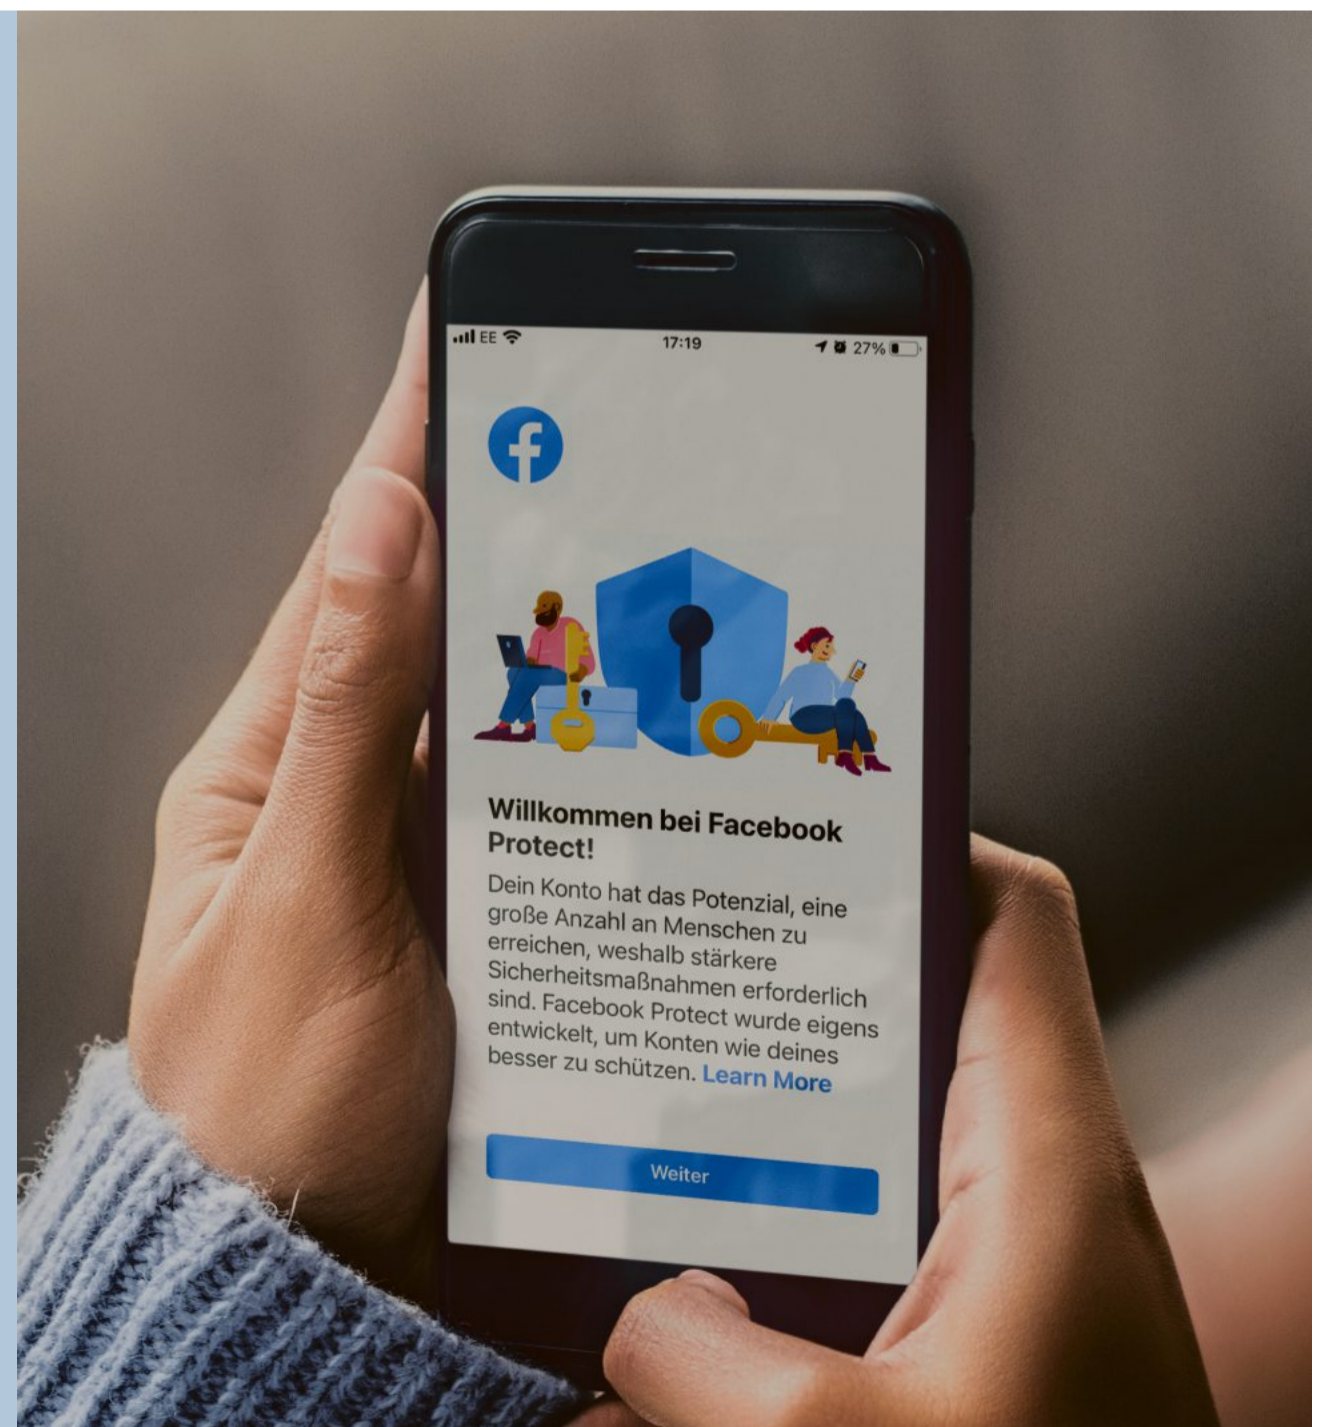 EE 17:19 27%
Willkommen bei Facebook
Protect!
Dein Konto hat das Potenzial, eine
große Anzahl an Menschen zu
erreichen, weshalb stärkere
Sicherheitsmaßnahmen erforderlich
sind. Facebook Protect wurde eigens
entwickelt, um Konten wie deines
besser zu schützen. Learn More
Weiter